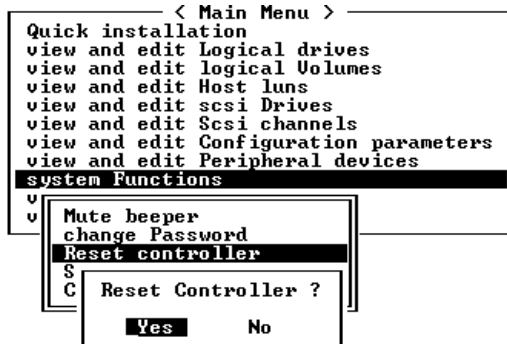 < Main Menu >
Quick installation
view and edit Logical drives
view and edit logical Volumes
view and edit Host luns
view and edit scsi Drives
view and edit Scsi channels
view and edit Configuration parameters
view and edit Peripheral devices
system Functions
v
v
Mute beeper
change Password
Reset controller
S
C
Reset Controller ?
Yes No